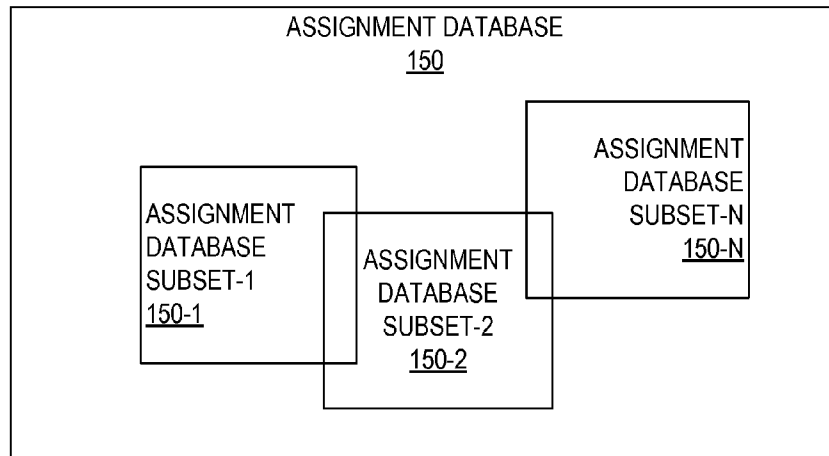 ASSIGNMENT DATABASE
150
ASSIGNMENT
DATABASE
SUBSET-1
150-1
ASSIGNMENT
DATABASE
SUBSET-2
150-2
ASSIGNMENT
DATABASE
SUBSET-N
150-N